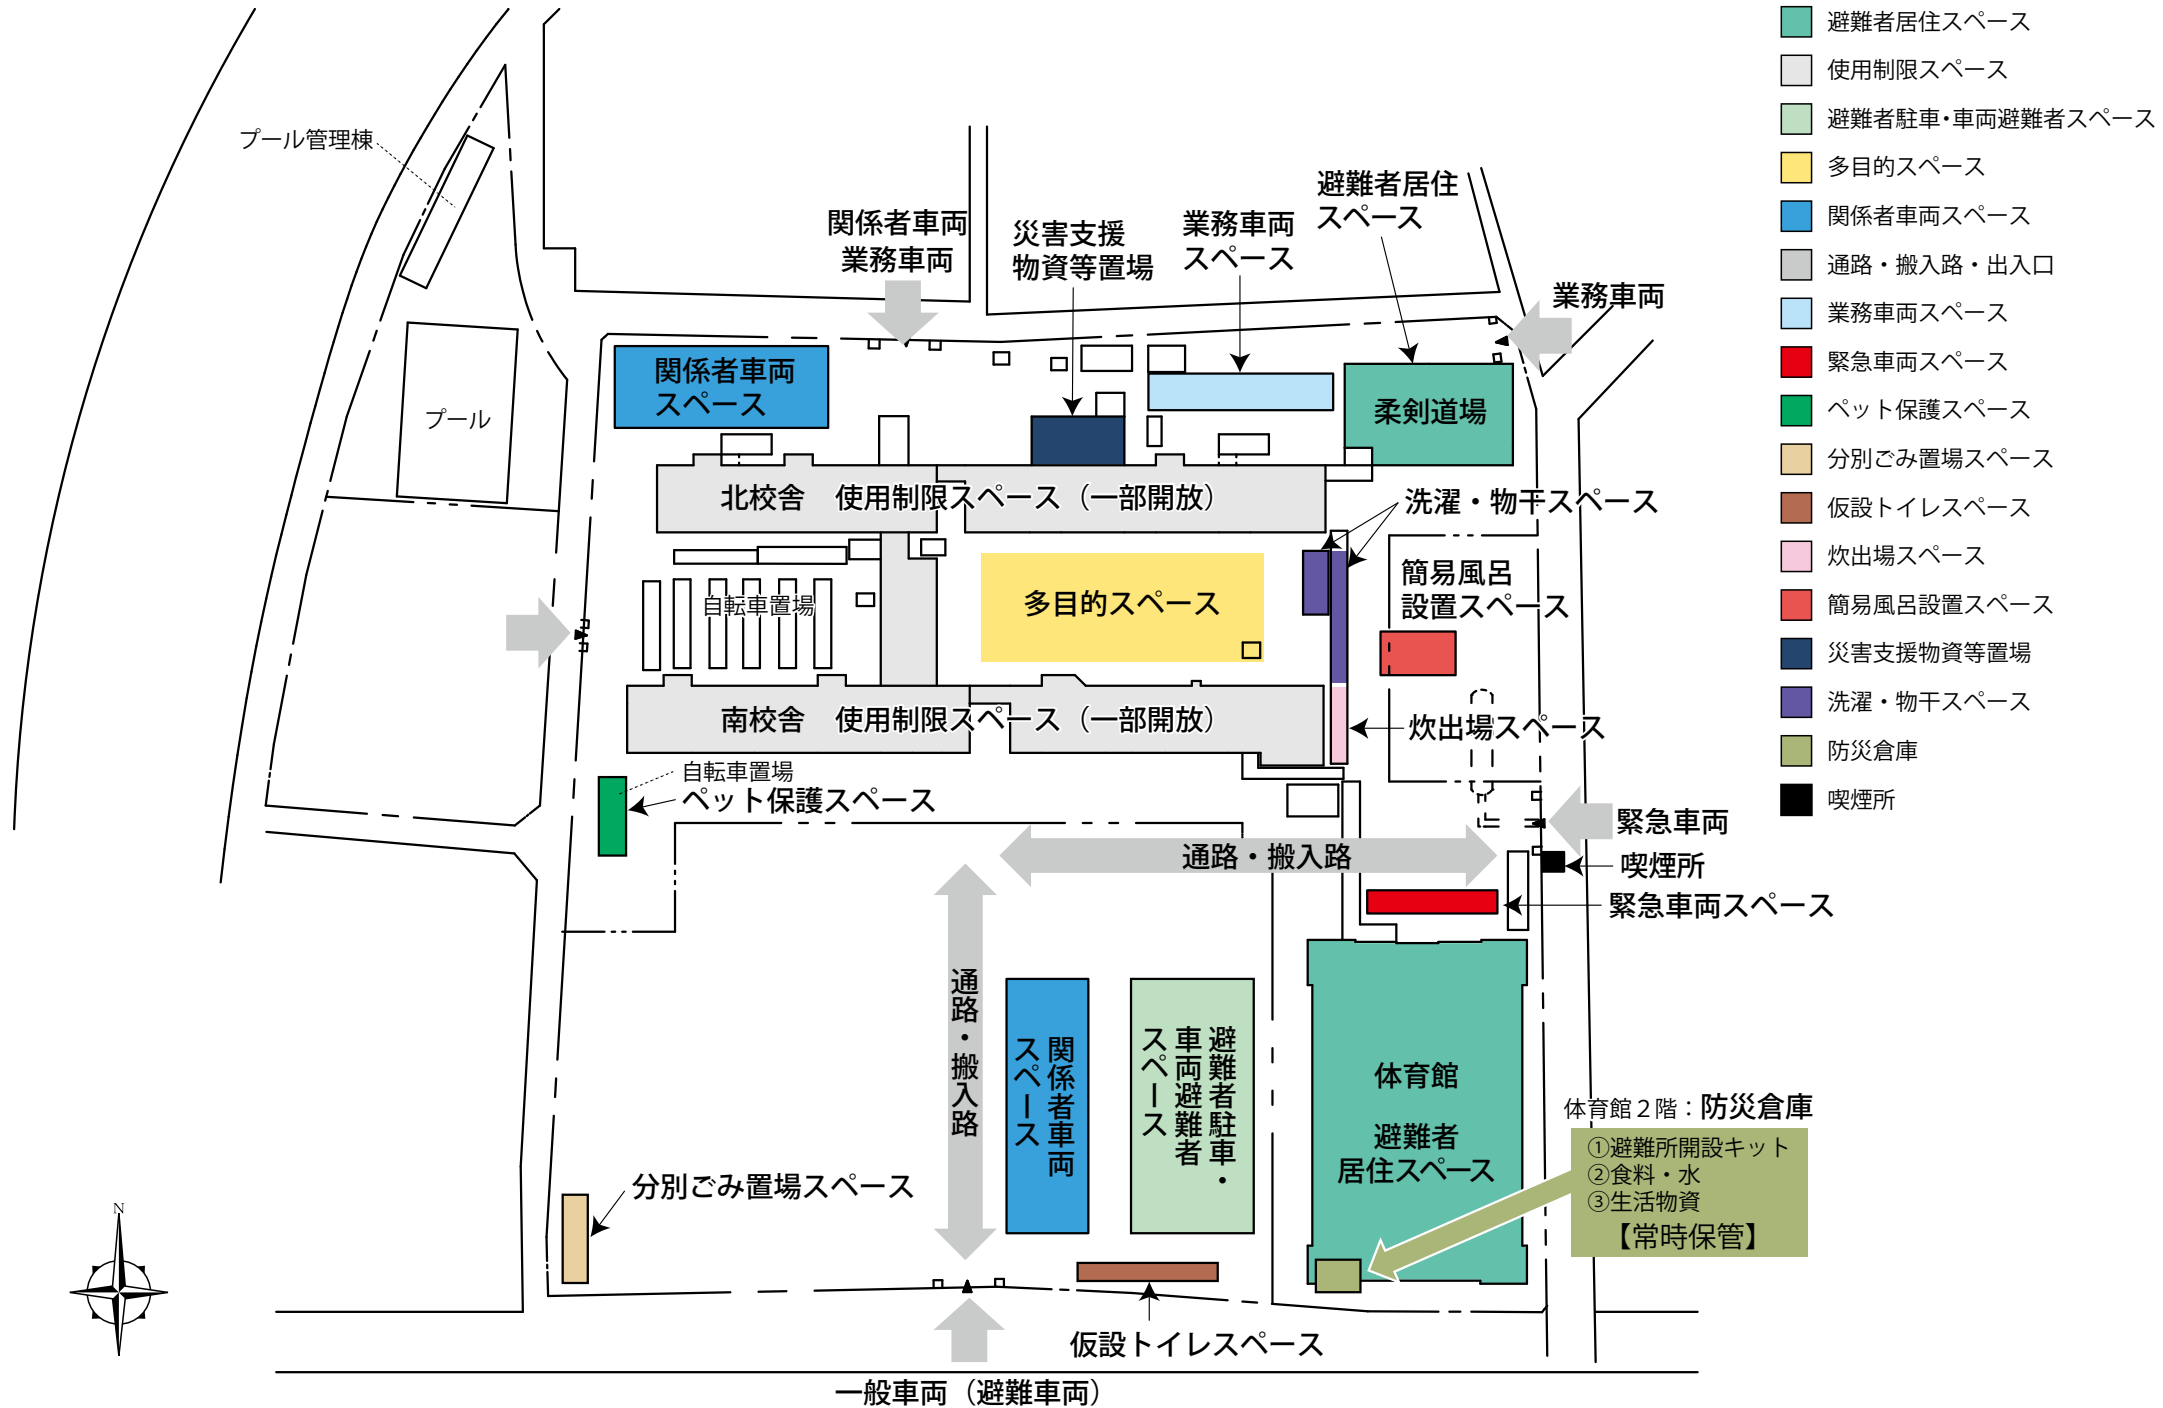 避難者居住スペース
使用制限スペース
避難者駐車・車両避難者スペース
多目的スペース
関係者車両スペース
通路・搬入路・出入口
業務車両スペース
緊急車両スペース
ペット保護スペース
分別ごみ置場スペース
仮設トイレスペース
炊出場スペース
簡易風呂設置スペース
災害支援物資等置場
洗濯・物干スペース
防災倉庫
喫煙所
プール管理棟
プール
関係者車両
業務車両
災害支援
物資等置場
業務車両
スペース
避難者居住
スペース
業務車両
関係者車両
スペース
柔剣道場
北校舎 使用制限スペース（一部開放）
洗濯・物干スペース
自転車置場
多目的スペース
簡易風呂
設置スペース
南校舎 使用制限スペース（一部開放）
炊出場スペース
自転車置場
ペット保護スペース
緊急車両
通路・搬入路
喫煙所
緊急車両スペース
通路・搬入路
関係者車両
スペース
避難者駐車・
車両避難者
スペース
体育館
避難者
居住スペース
体育館２階：防災倉庫
①避難所開設キット
②食料・水
③生活物資
【常時保管】
分別ごみ置場スペース
N
仮設トイレスペース
一般車両（避難車両）